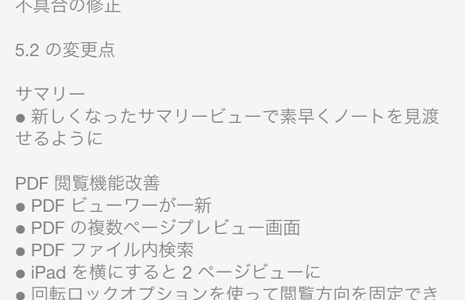 不具合の修正
5.2 の変更点
サマリー
● 新しくなったサマリービューで素早くノートを見渡
せるように
PDF 閲覧機能改善
● PDF ビューワーが一新
● PDF の複数ページプレビュー画面
● PDF ファイル内検索
● iPad を横にすると 2 ページビューに
● 回転ロックオプションを使って閲覧方向を固定でき